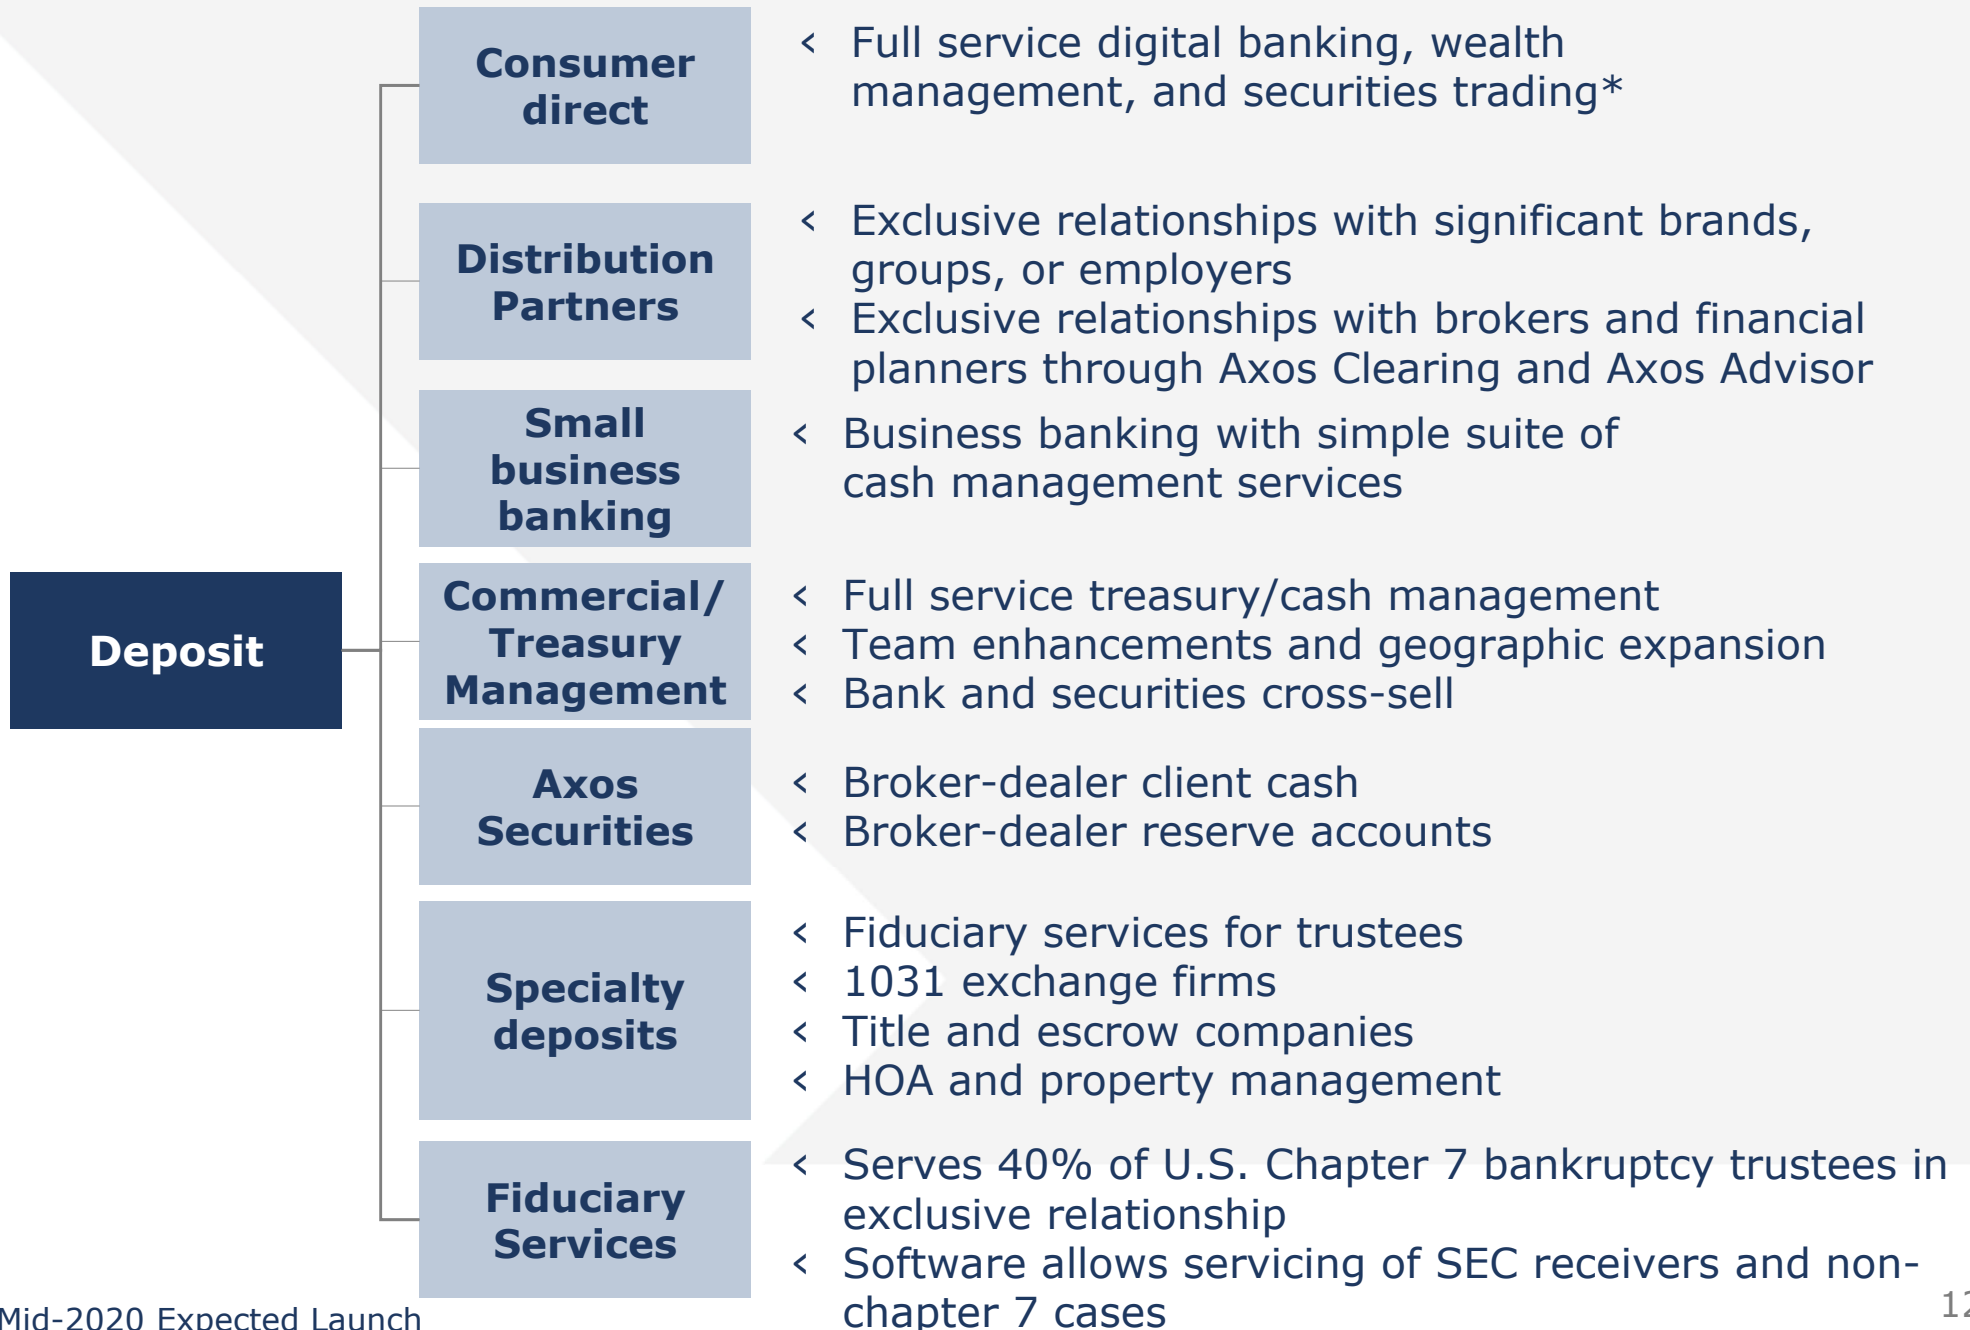 Consumer
direct
‹ Full service digital banking, wealth
management, and securities trading*
Distribution
Partners
‹ Exclusive relationships with significant brands,
groups, or employers
‹ Exclusive relationships with brokers and financial
planners through Axos Clearing and Axos Advisor
Small
business
banking
‹ Business banking with simple suite of
cash management services
Deposit
Commercial/
Treasury
Management
‹ Full service treasury/cash management
‹ Team enhancements and geographic expansion
‹ Bank and securities cross-sell
Axos
Securities
‹ Broker-dealer client cash
‹ Broker-dealer reserve accounts
Specialty
deposits
‹ Fiduciary services for trustees
‹ 1031 exchange firms
‹ Title and escrow companies
‹ HOA and property management
Fiduciary
Services
‹ Serves 40% of U.S. Chapter 7 bankruptcy trustees in
exclusive relationship
‹ Software allows servicing of SEC receivers and non-
chapter 7 cases
Mid-2020 Expected Launch
12